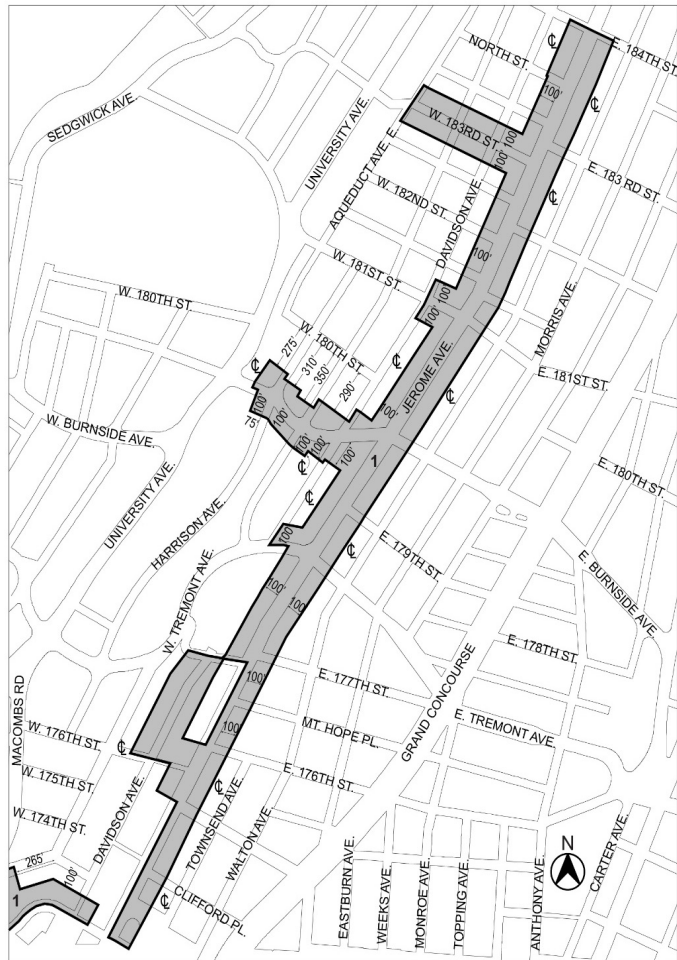 E. 184TH ST.
NORTH ST.
℄
100'
℄
SEDGWICK AVE.
UNIVERSITY AVE.
W. 183RD ST.
100'
100'
AQUEDUCT AVE. E.
E. 183 RD ST.
℄
W. 182ND ST.
DAVIDSON AVE.
100'
W. 181ST ST.
100'
100'
MORRIS AVE.
W. 180TH ST.
W. 180TH ST.
275'
310'
350'
290'
℄
℄
JEROME AVE.
℄
E. 181ST ST.
100'
100'
75'
100'
100'
100'
100'
1
℄
W. BURNSIDE AVE.
UNIVERSITY AVE.
E. 180TH ST.
℄
HARRISON AVE.
100'
℄
E. 179TH ST.
E. BURNSIDE AVE.
W. TREMONT AVE.
100'
100'
E. 178TH ST.
100'
E. 177TH ST.
GRAND CONCOURSE
E. TREMONT AVE.
MACOMBS RD
W. 176TH ST.
℄
100'
MT. HOPE PL.
E. 176TH ST.
W. 175TH ST.
DAVIDSON AVE.
℄
TOWNSEND AVE.
WALTON AVE.
W. 174TH ST.
N
265'
100'
1
CLIFFORD PL.
℄
EASTBURN AVE.
WEEKS AVE.
MONROE AVE.
TOPPING AVE.
ANTHONY AVE.
CARTER AVE.